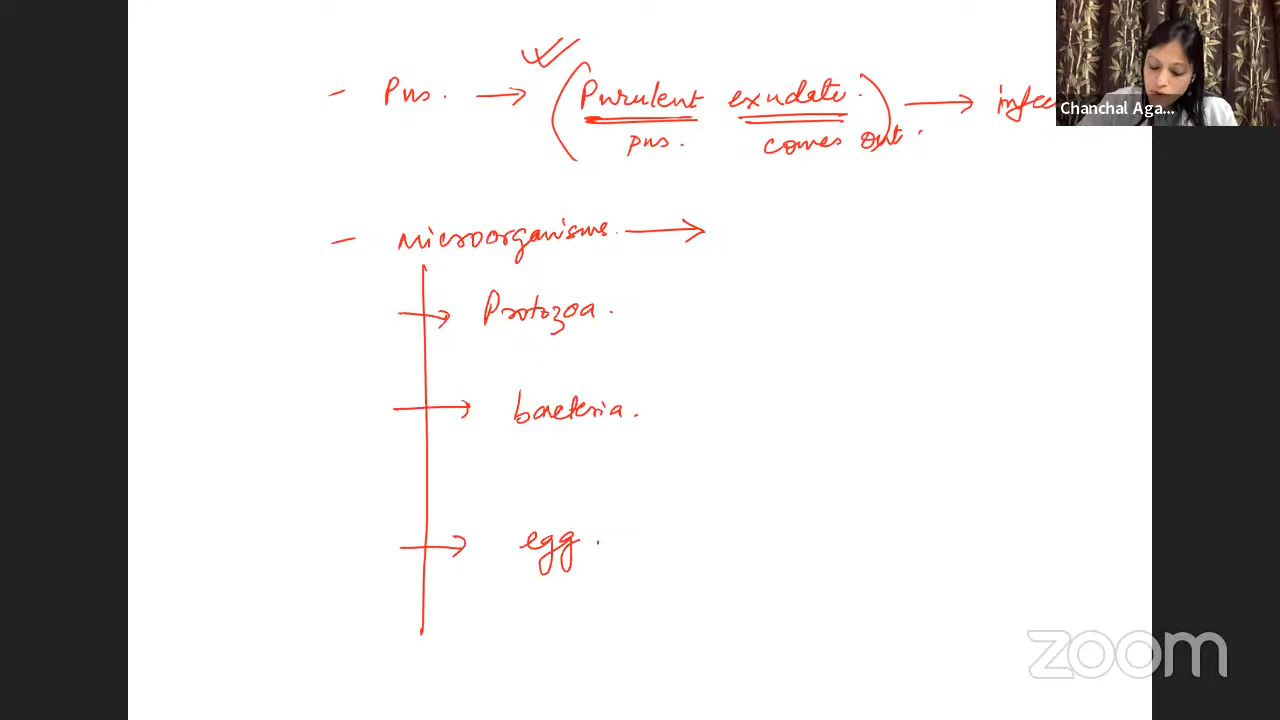 - Pus. → (Purulent exudate.) → infec
pus. comes out.
Chanchal Aga...
- microorganisms. →
→ Protozoa.
→ bacteria.
→ egg.
zoom